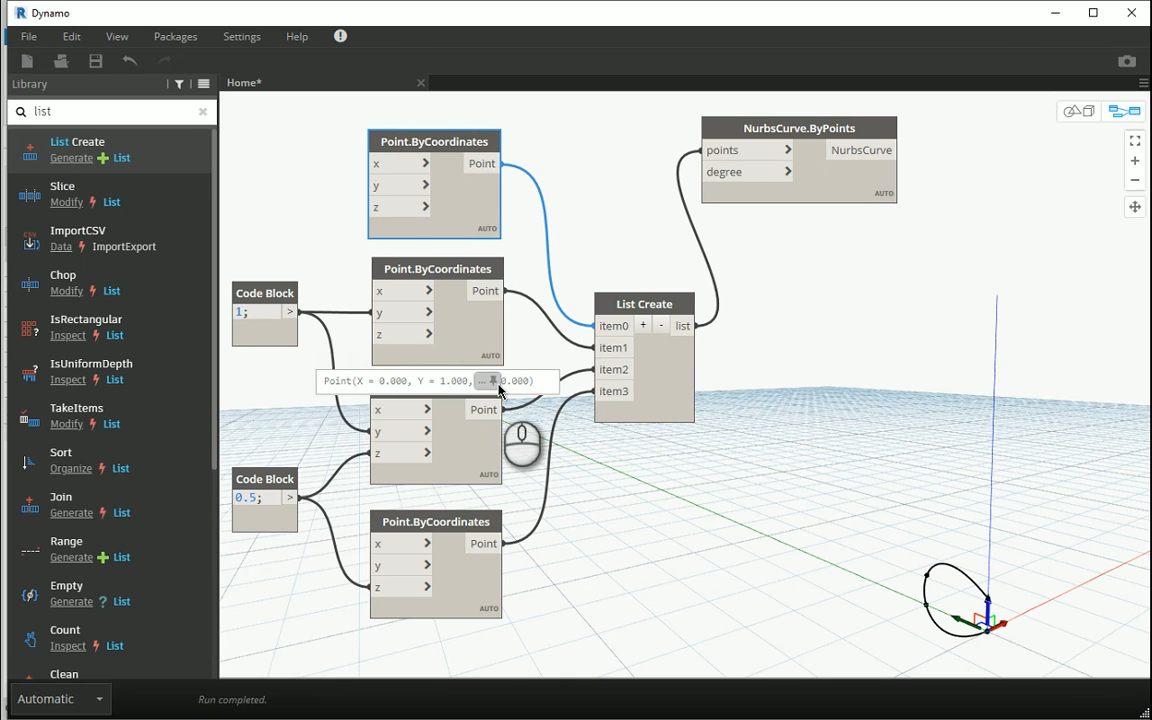 Dynamo
File Edit View Packages Settings Help
Library
Home*
list
List Create
Generate List
Slice
Modify List
ImportCSV
Data ImportExport
Chop
Modify List
IsRectangular
Inspect List
IsUniformDepth
Inspect List
TakeItems
Modify List
Sort
Organize List
Join
Generate List
Range
Generate List
Empty
Generate ? List
Count
Inspect List
Clean
Point.ByCoordinates
x > Point
y >
z >
AUTO
Point.ByCoordinates
x > Point
y >
z >
AUTO
Code Block
1; >
Point(X = 0.000, Y = 1.000, ... 0.000)
x > Point
y >
z >
AUTO
Code Block
0.5; >
Point.ByCoordinates
x > Point
y >
z >
AUTO
List Create
item0 + - list
item1
item2
item3
NurbsCurve.ByPoints
points > NurbsCurve
degree >
AUTO
Automatic
Run completed.